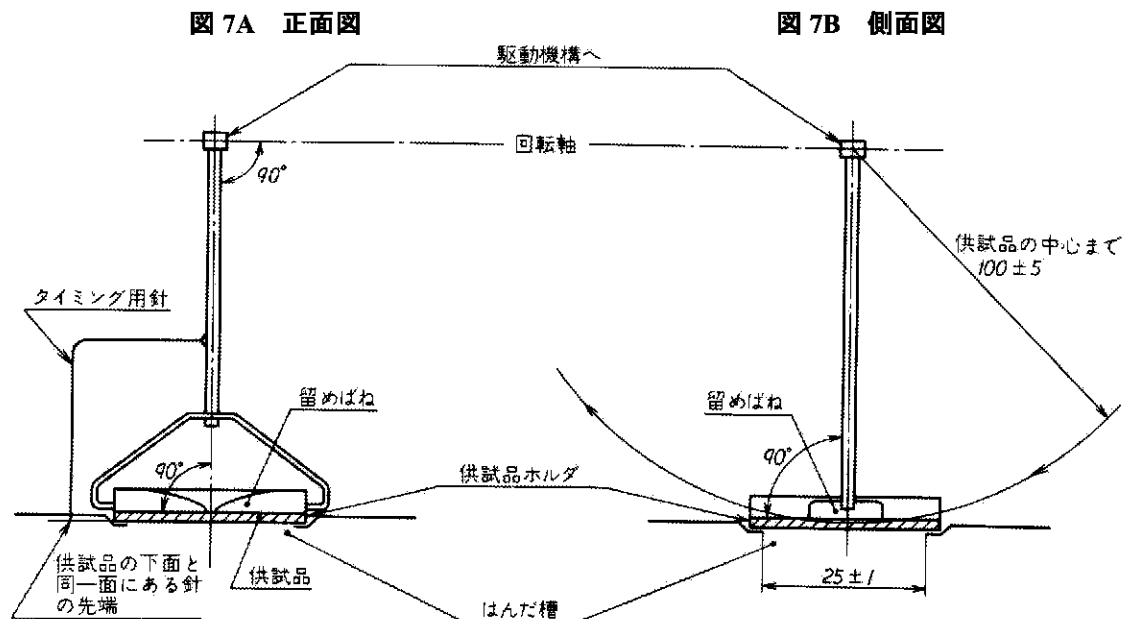 図 7A 正面図
図 7B 側面図
駆動機構へ
回転軸
90°
供試品の中心まで
100±5
タイミング用針
留めばね
留めばね
90°
90°
供試品ホルダ
供試品の下面と
同一面にある針
の先端
供試品
25±1
はんだ槽